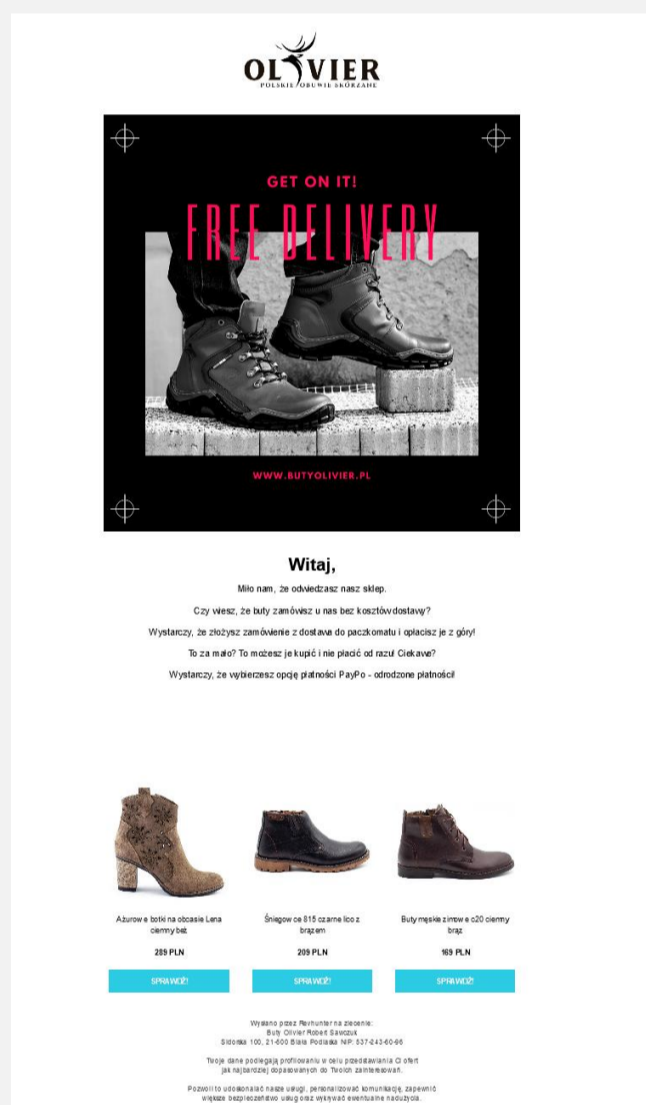 OLIVIER
POLSKIE OBUWIE SKÓRZANE
GET ON IT!
FREE DELIVERY
WWW.BUTYOLIVIER.PL
Witaj,
Miło nam, że odwiedzasz nasz sklep.
Czy wiesz, że buty zamówisz u nas bez kosztów dostawy?
Wystarczy, że złożysz zamówienie z dostawa do paczkomatu i opłacisz je z góry!
To za mało? To możesz je kupić i nie płacić od razu! Ciekawe?
Wystarczy, że wybierzesz opcję płatności PayPo - odrodzone płatności!
Ażurowe botki na obcasie Lena
ciemny beż
289 PLN
SPRAWDŹ!
Śniegowce 815 czarne lico z
brązem
209 PLN
SPRAWDŹ!
Buty męskie zimowe o20 ciemny
brąz
169 PLN
SPRAWDŹ!
Wysłano przez Revhunter na zlecenie:
Buty Olivier Robert Sawczuk
Sidorska 100, 21-500 Biała Podlaska NIP: 537-243-60-96
Twoje dane podlegają profilowaniu w celu przedstawiania Ci ofert
jak najbardziej dopasowanych do Twoich zainteresowań.
Pozwoli to udoskonalać nasze usługi, personalizować komunikację, zapewnić
większe bezpieczeństwo usług oraz wykrywać ewentualne nadużycia.